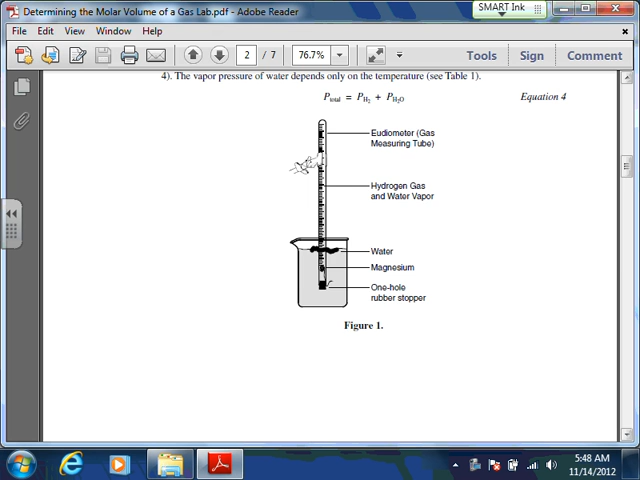 Determining the Molar Volume of a Gas Lab.pdf - Adobe Reader
SMART Ink
File Edit View Window Help
2 / 7 76.7% Tools Sign Comment
4). The vapor pressure of water depends only on the temperature (see Table 1).
P_total = P_H₂ + P_H₂O Equation 4
Eudiometer (Gas
Measuring Tube)
Hydrogen Gas
and Water Vapor
Water
Magnesium
One-hole
rubber stopper
Figure 1.
5:48 AM
11/14/2012